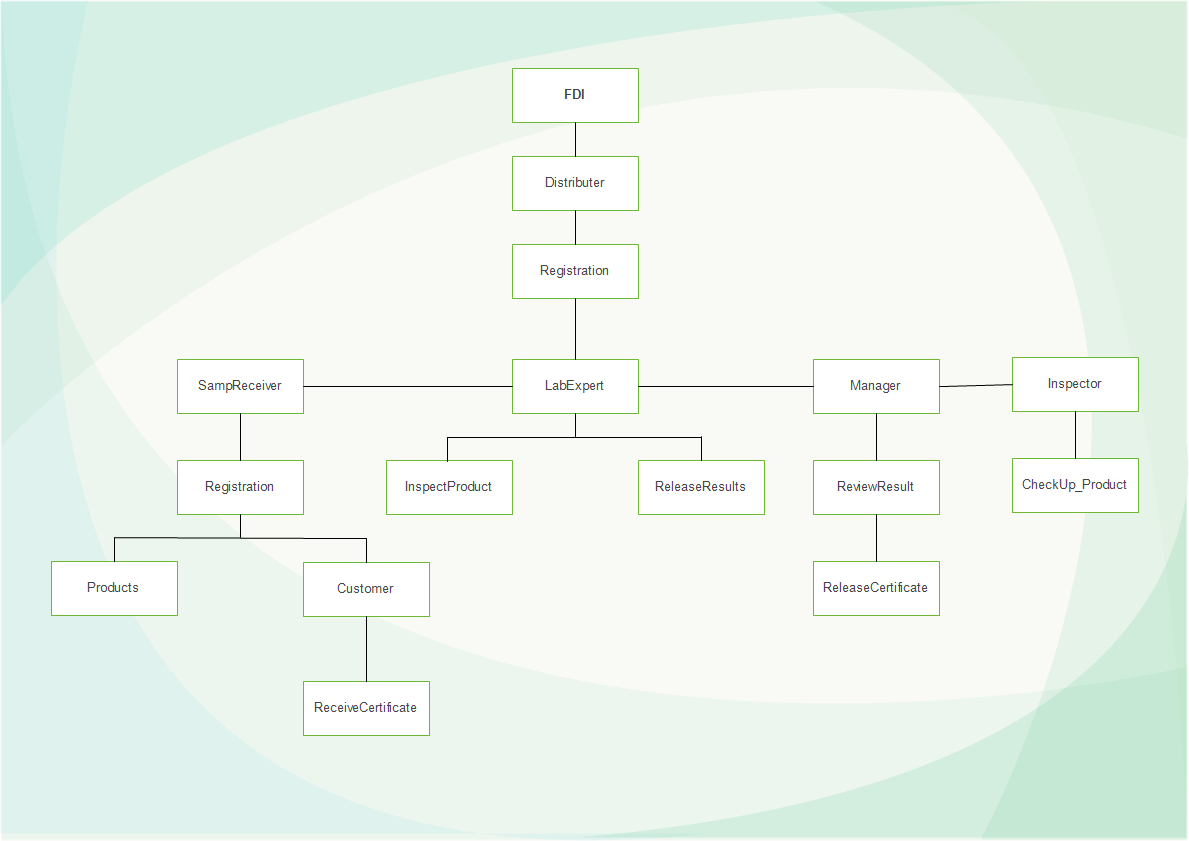 FDI
Distributer
Registration
SampReceiver
LabExpert
Manager
Inspector
Registration
InspectProduct
ReleaseResults
ReviewResult
CheckUp_Product
Products
Customer
ReleaseCertificate
ReceiveCertificate